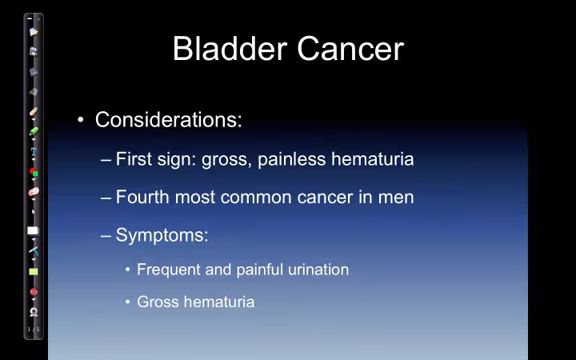 Bladder Cancer
• Considerations:
– First sign: gross, painless hematuria
– Fourth most common cancer in men
– Symptoms:
• Frequent and painful urination
• Gross hematuria